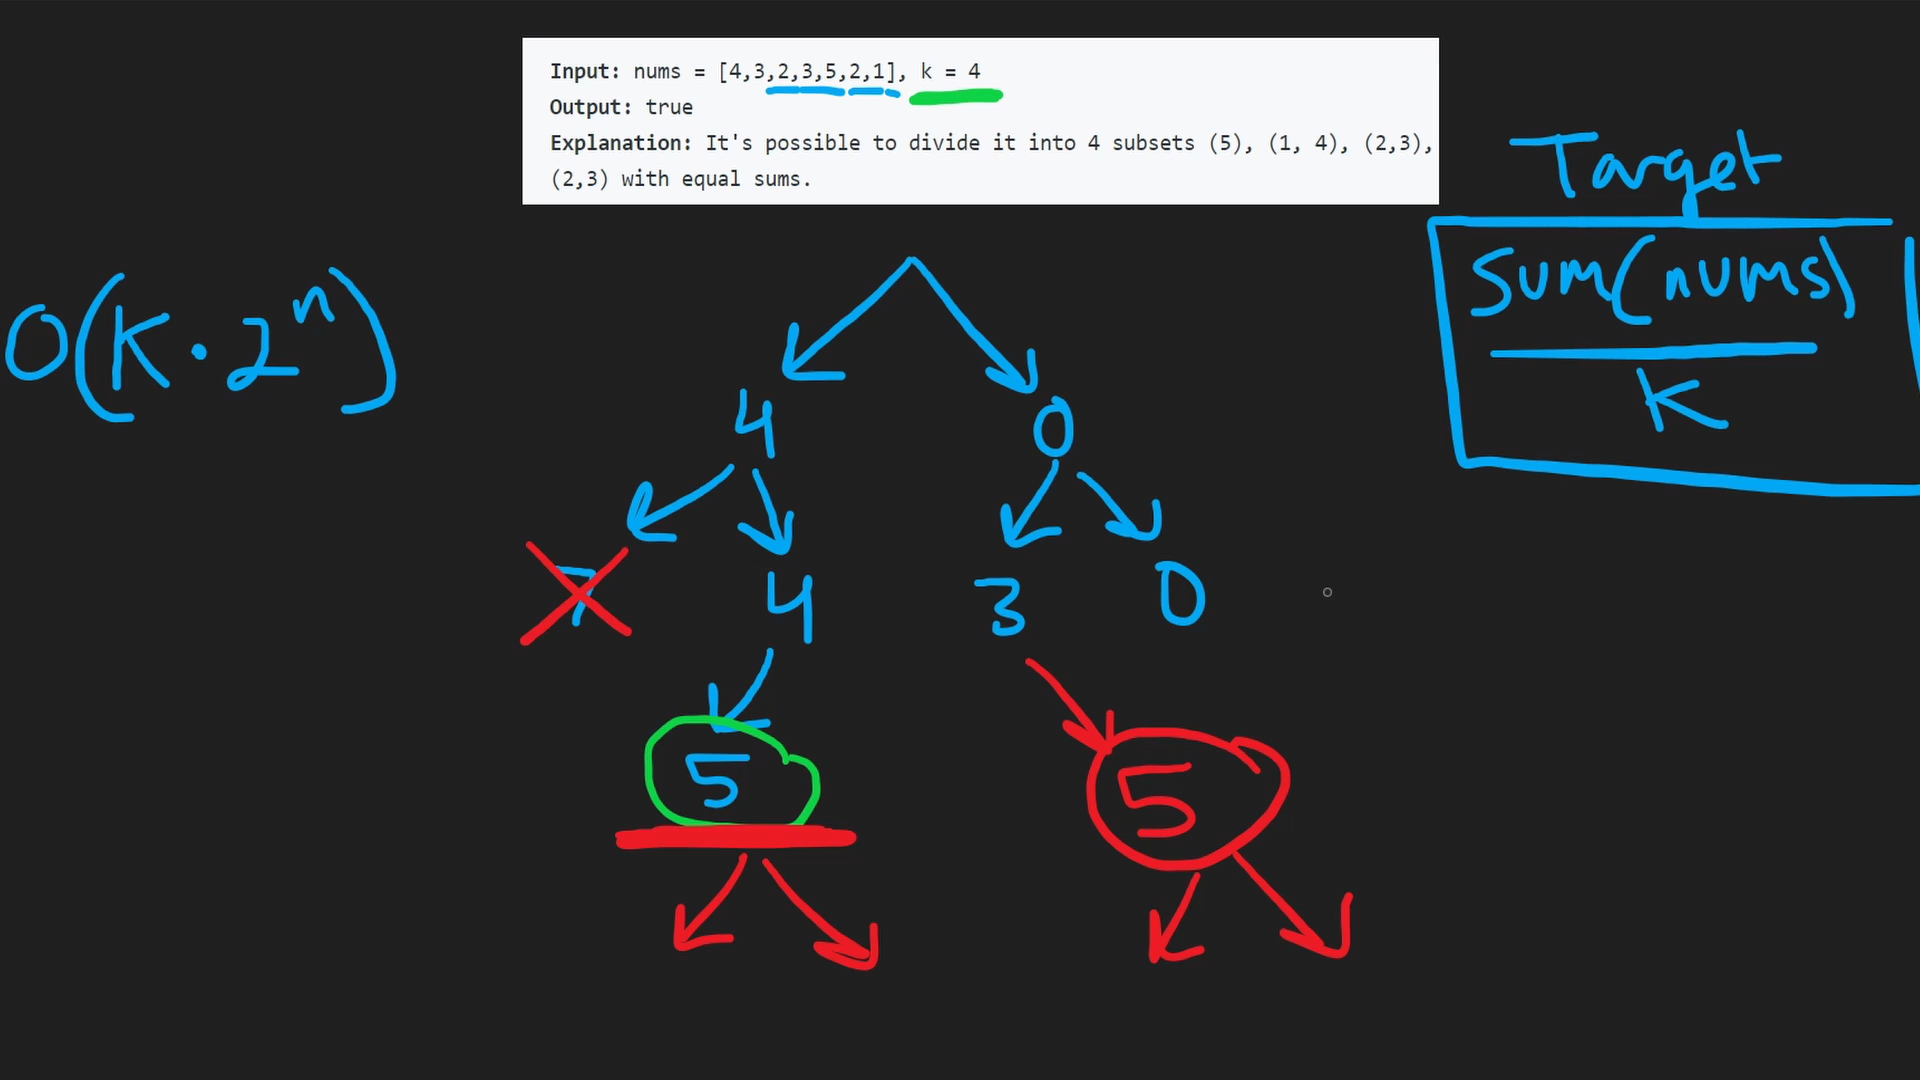 Input: nums = [4,3,2,3,5,2,1], k = 4
Output: true
Explanation: It's possible to divide it into 4 subsets (5), (1, 4), (2,3),
(2,3) with equal sums.
Target
Sum(nums)
K
O(K·2^n)
4 0
7 4 3 0
5 5